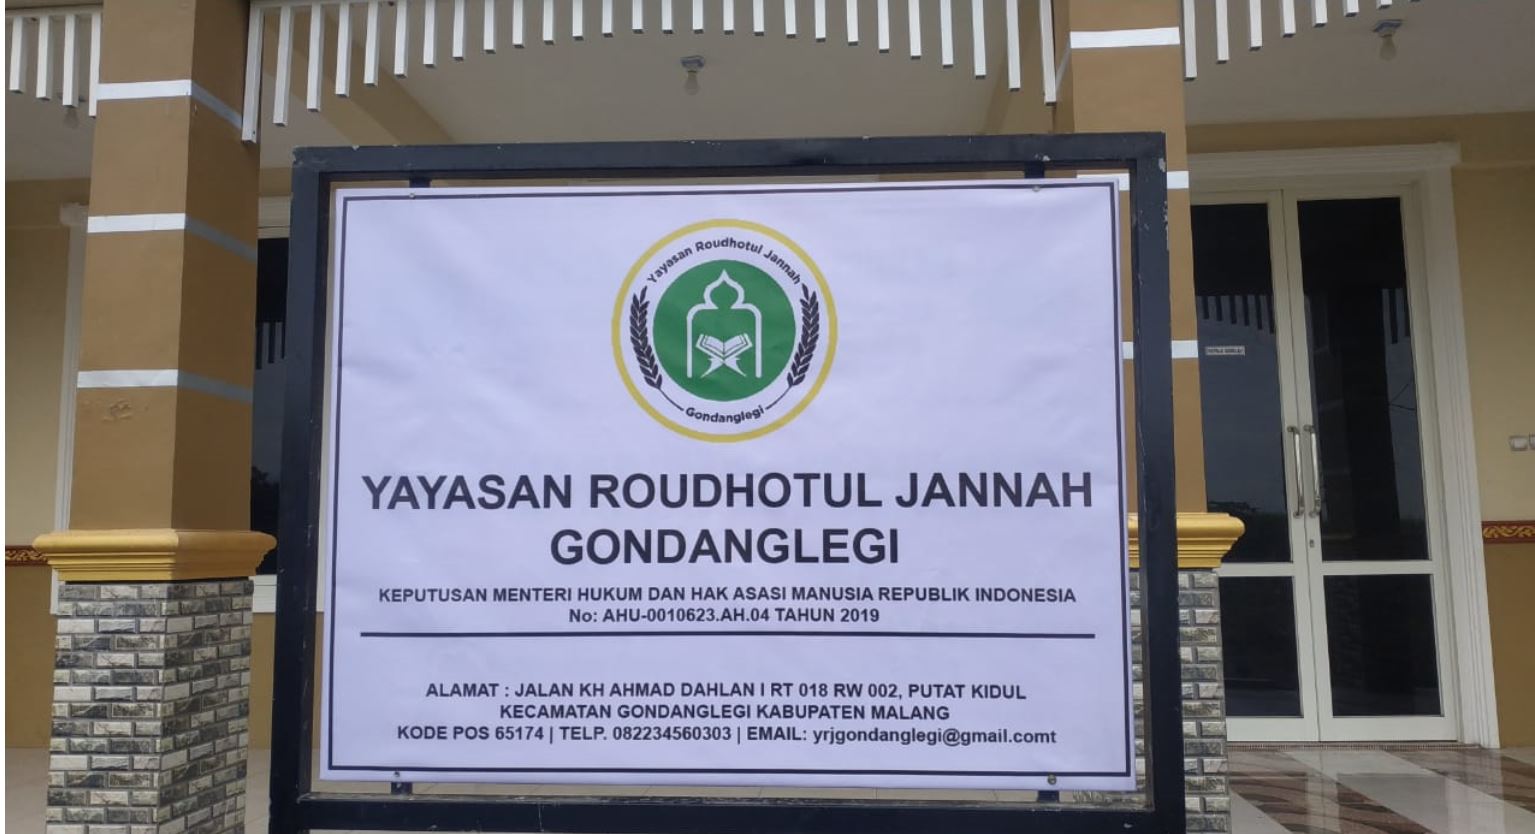 Yayasan Roudhotul Jannah
Gondanglegi
YAYASAN ROUDHOTUL JANNAH
GONDANGLEGI
KEPUTUSAN MENTERI HUKUM DAN HAK ASASI MANUSIA REPUBLIK INDONESIA
No: AHU-0010623.AH.04 TAHUN 2019
ALAMAT : JALAN KH AHMAD DAHLAN I RT 018 RW 002, PUTAT KIDUL
KECAMATAN GONDANGLEGI KABUPATEN MALANG
KODE POS 65174 | TELP. 082234560303 | EMAIL: yrjgondanglegi@gmail.comt